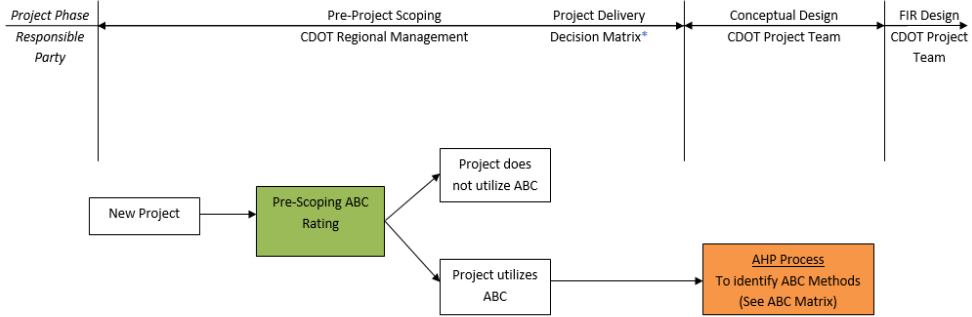 Project Phase
Pre-Project Scoping
Project Delivery
Conceptual Design
FIR Design
Responsible
Party
CDOT Regional Management
Decision Matrix*
CDOT Project Team
CDOT Project
Team
Project does
not utilize ABC
New Project
Pre-Scoping ABC
Rating
Project utilizes
ABC
AHP Process
To identify ABC Methods
(See ABC Matrix)